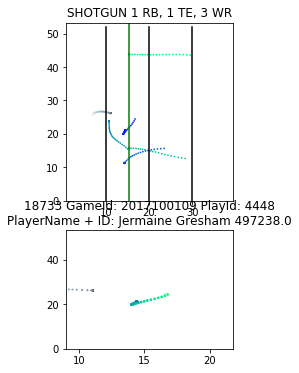 SHOTGUN 1 RB, 1 TE, 3 WR
50
40
30
20
10
0
10 20 30
18733 GameId: 2017100109 PlayId: 4448
PlayerName + ID: Jermaine Gresham 497238.0
40
20
0
10 15 20